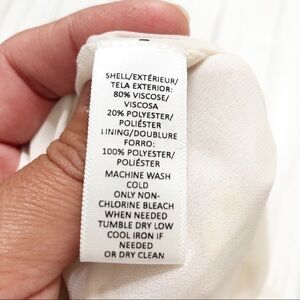 SHELL/EXTÉRIEUR/
TELA EXTERIOR:
80% VISCOSE/
VISCOSA
20% POLYESTER/
POLIÉSTER
LINING/DOUBLURE
FORRO:
100% POLYESTER/
POLIÉSTER
MACHINE WASH
COLD
ONLY NON-
CHLORINE BLEACH
WHEN NEEDED
TUMBLE DRY LOW
COOL IRON IF
NEEDED
OR DRY CLEAN